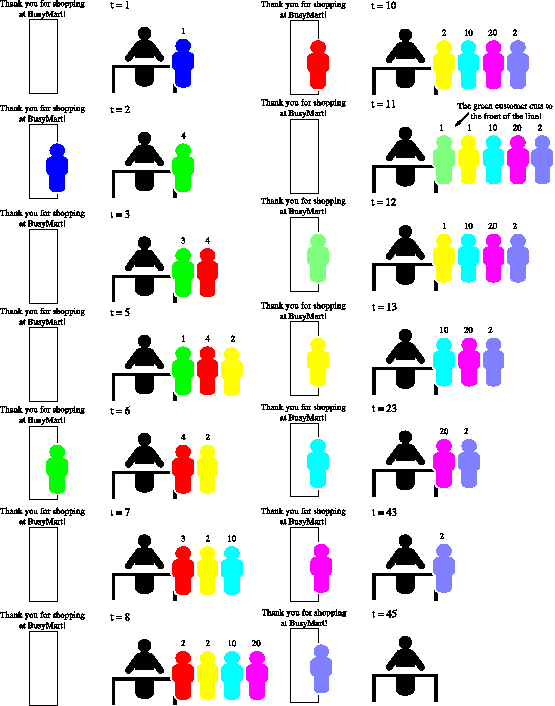 Thank you for shopping
at BusyMart!
t = 1
1
Thank you for shopping
at BusyMart!
t = 2
4
Thank you for shopping
at BusyMart!
t = 3
3 4
Thank you for shopping
at BusyMart!
t = 5
1 4 2
Thank you for shopping
at BusyMart!
t = 6
4 2
Thank you for shopping
at BusyMart!
t = 7
3 2 10
Thank you for shopping
at BusyMart!
t = 8
2 2 10 20
Thank you for shopping
at BusyMart!
t = 10
2 10 20 2
Thank you for shopping
at BusyMart!
t = 11
The green customer cuts to
the front of the line!
1 1 10 20 2
Thank you for shopping
at BusyMart!
t = 12
1 10 20 2
Thank you for shopping
at BusyMart!
t = 13
10 20 2
Thank you for shopping
at BusyMart!
t = 23
20 2
Thank you for shopping
at BusyMart!
t = 43
2
Thank you for shopping
at BusyMart!
t = 45